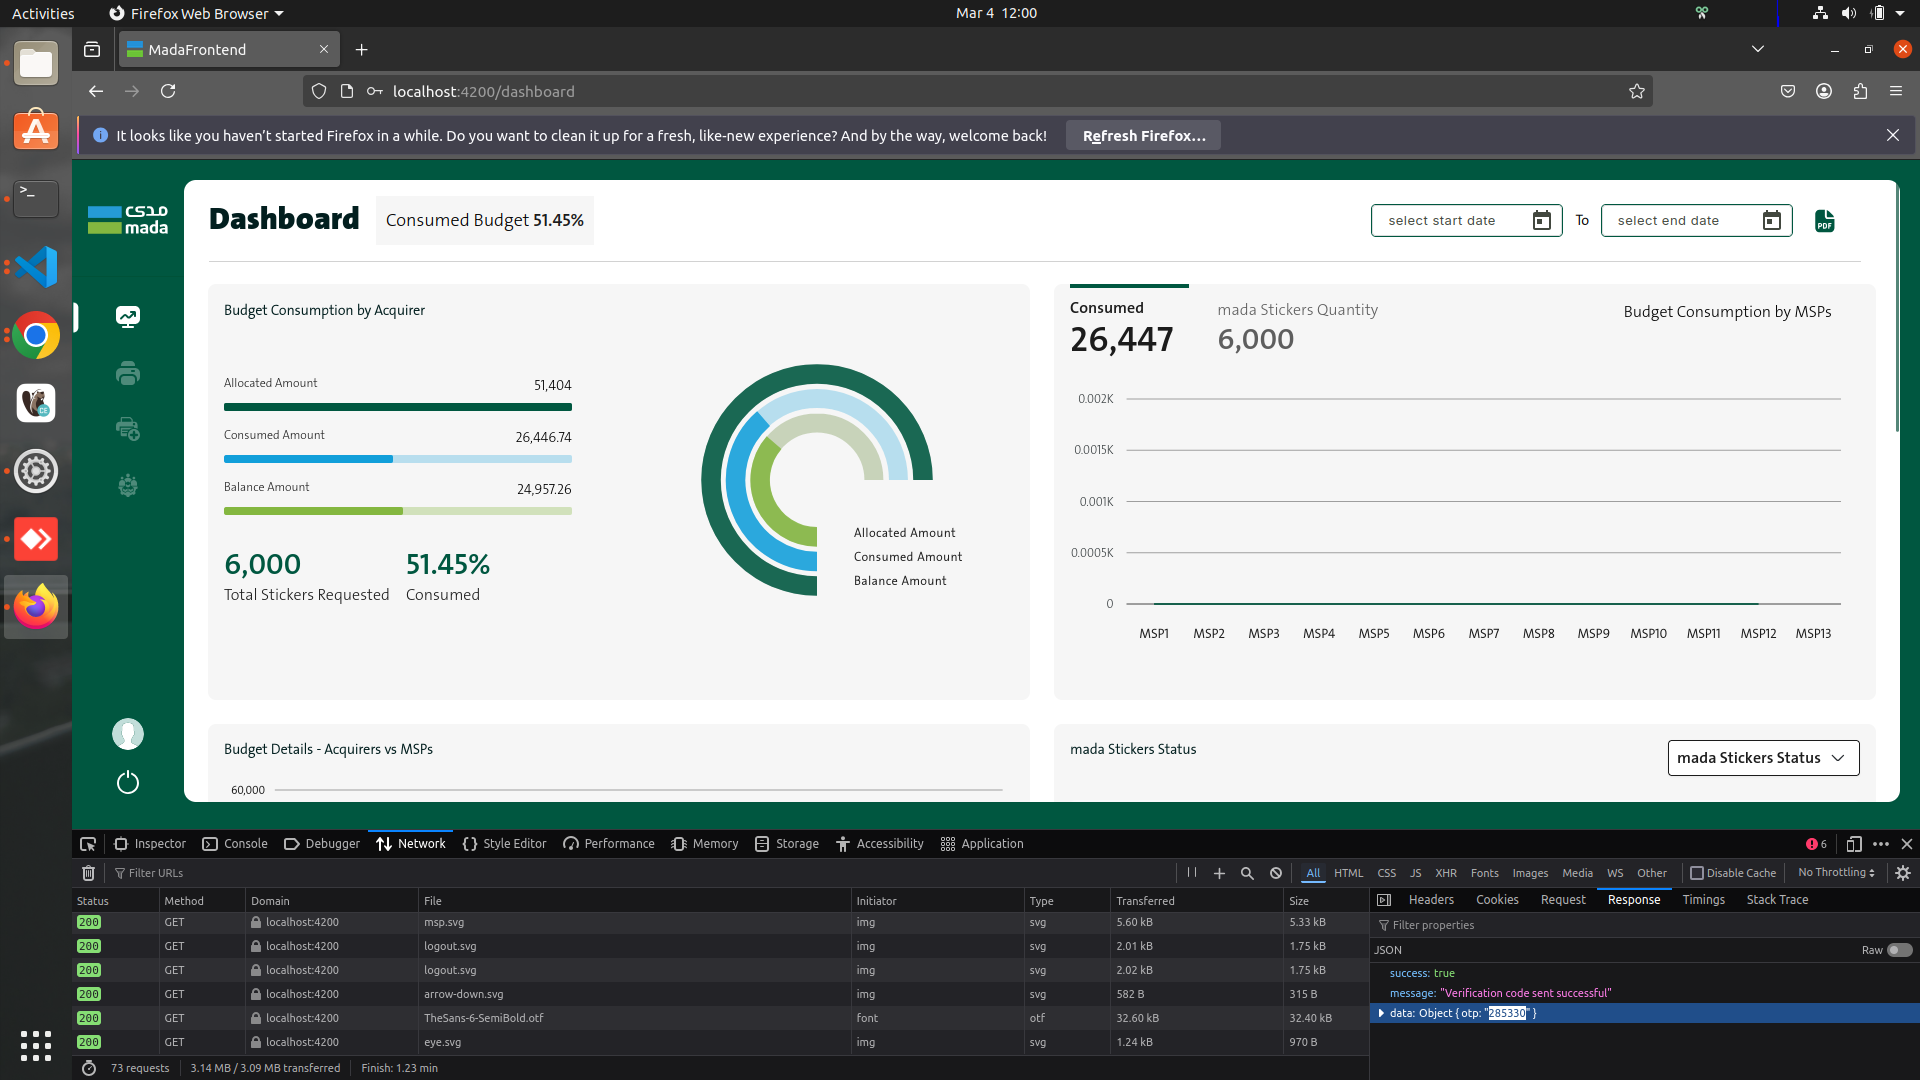 Activities
Firefox Web Browser
Mar 4 12:00
MadaFrontend
localhost:4200/dashboard
It looks like you haven’t started Firefox in a while. Do you want to clean it up for a fresh, like-new experience? And by the way, welcome back!
Refresh Firefox…
مدى
mada
Dashboard
Consumed Budget 51.45%
select start date
To
select end date
PDF
Budget Consumption by Acquirer
Allocated Amount
51,404
Consumed Amount
26,446.74
Balance Amount
24,957.26
6,000
Total Stickers Requested
51.45%
Consumed
Allocated Amount
Consumed Amount
Balance Amount
Consumed
26,447
mada Stickers Quantity
6,000
Budget Consumption by MSPs
0.002K
0.0015K
0.001K
0.0005K
0
MSP1 MSP2 MSP3 MSP4 MSP5 MSP6 MSP7 MSP8 MSP9 MSP10 MSP11 MSP12 MSP13
Budget Details - Acquirers vs MSPs
60,000
mada Stickers Status
mada Stickers Status
Inspector Console Debugger Network Style Editor Performance Memory Storage Accessibility Application
6
Filter URLs
All HTML CSS JS XHR Fonts Images Media WS Other
Disable Cache
No Throttling
Status Method Domain File Initiator Type Transferred Size
200 GET localhost:4200 msp.svg img svg 5.60 kB 5.33 kB
200 GET localhost:4200 logout.svg img svg 2.01 kB 1.75 kB
200 GET localhost:4200 logout.svg img svg 2.02 kB 1.75 kB
200 GET localhost:4200 arrow-down.svg img svg 582 B 315 B
200 GET localhost:4200 TheSans-6-SemiBold.otf font otf 32.60 kB 32.40 kB
200 GET localhost:4200 eye.svg img svg 1.24 kB 970 B
73 requests
3.14 MB / 3.09 MB transferred
Finish: 1.23 min
Headers Cookies Request Response Timings Stack Trace
Filter properties
JSON
Raw
success: true
message: "Verification code sent successful"
data: Object { otp: "285330" }